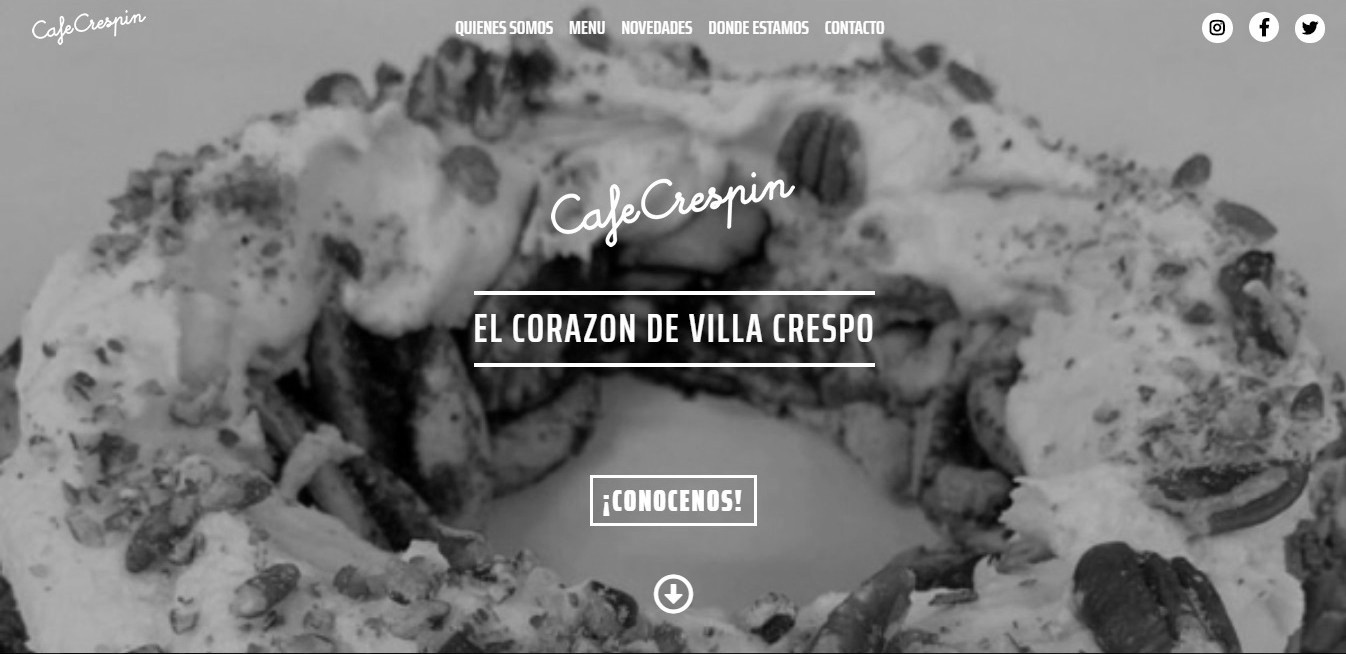 CafeCrespin
QUIENES SOMOS MENU NOVEDADES DONDE ESTAMOS CONTACTO
CafeCrespin
EL CORAZON DE VILLA CRESPO
¡CONOCENOS!